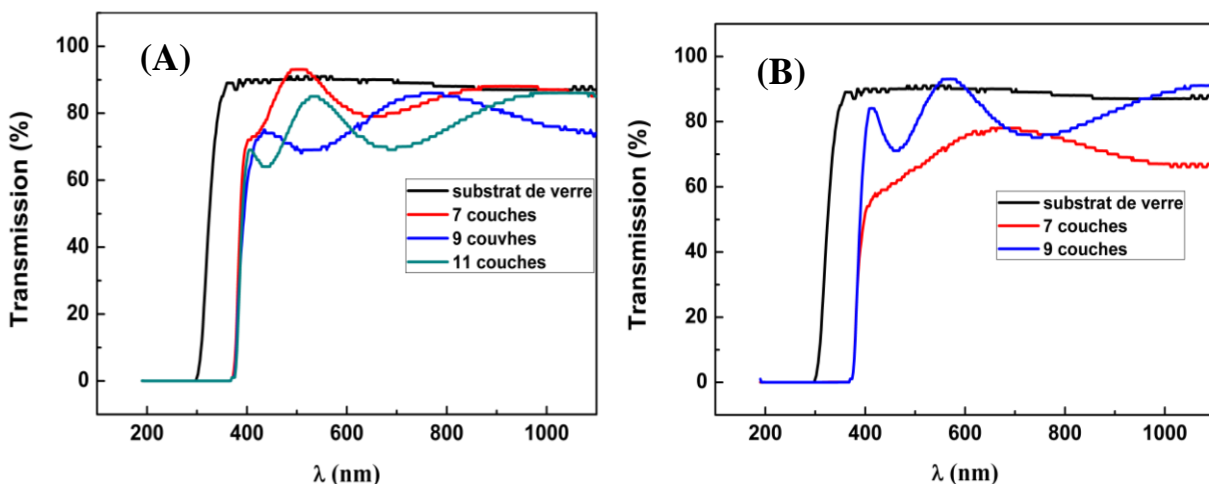 (A)
Transmission (%)
100
80
60
40
20
0
substrat de verre
7 couches
9 couvhes
11 couches
200 400 600 800 1000
λ (nm)
(B)
Transmission (%)
100
80
60
40
20
0
substrat de verre
7 couches
9 couches
200 400 600 800 1000
λ (nm)